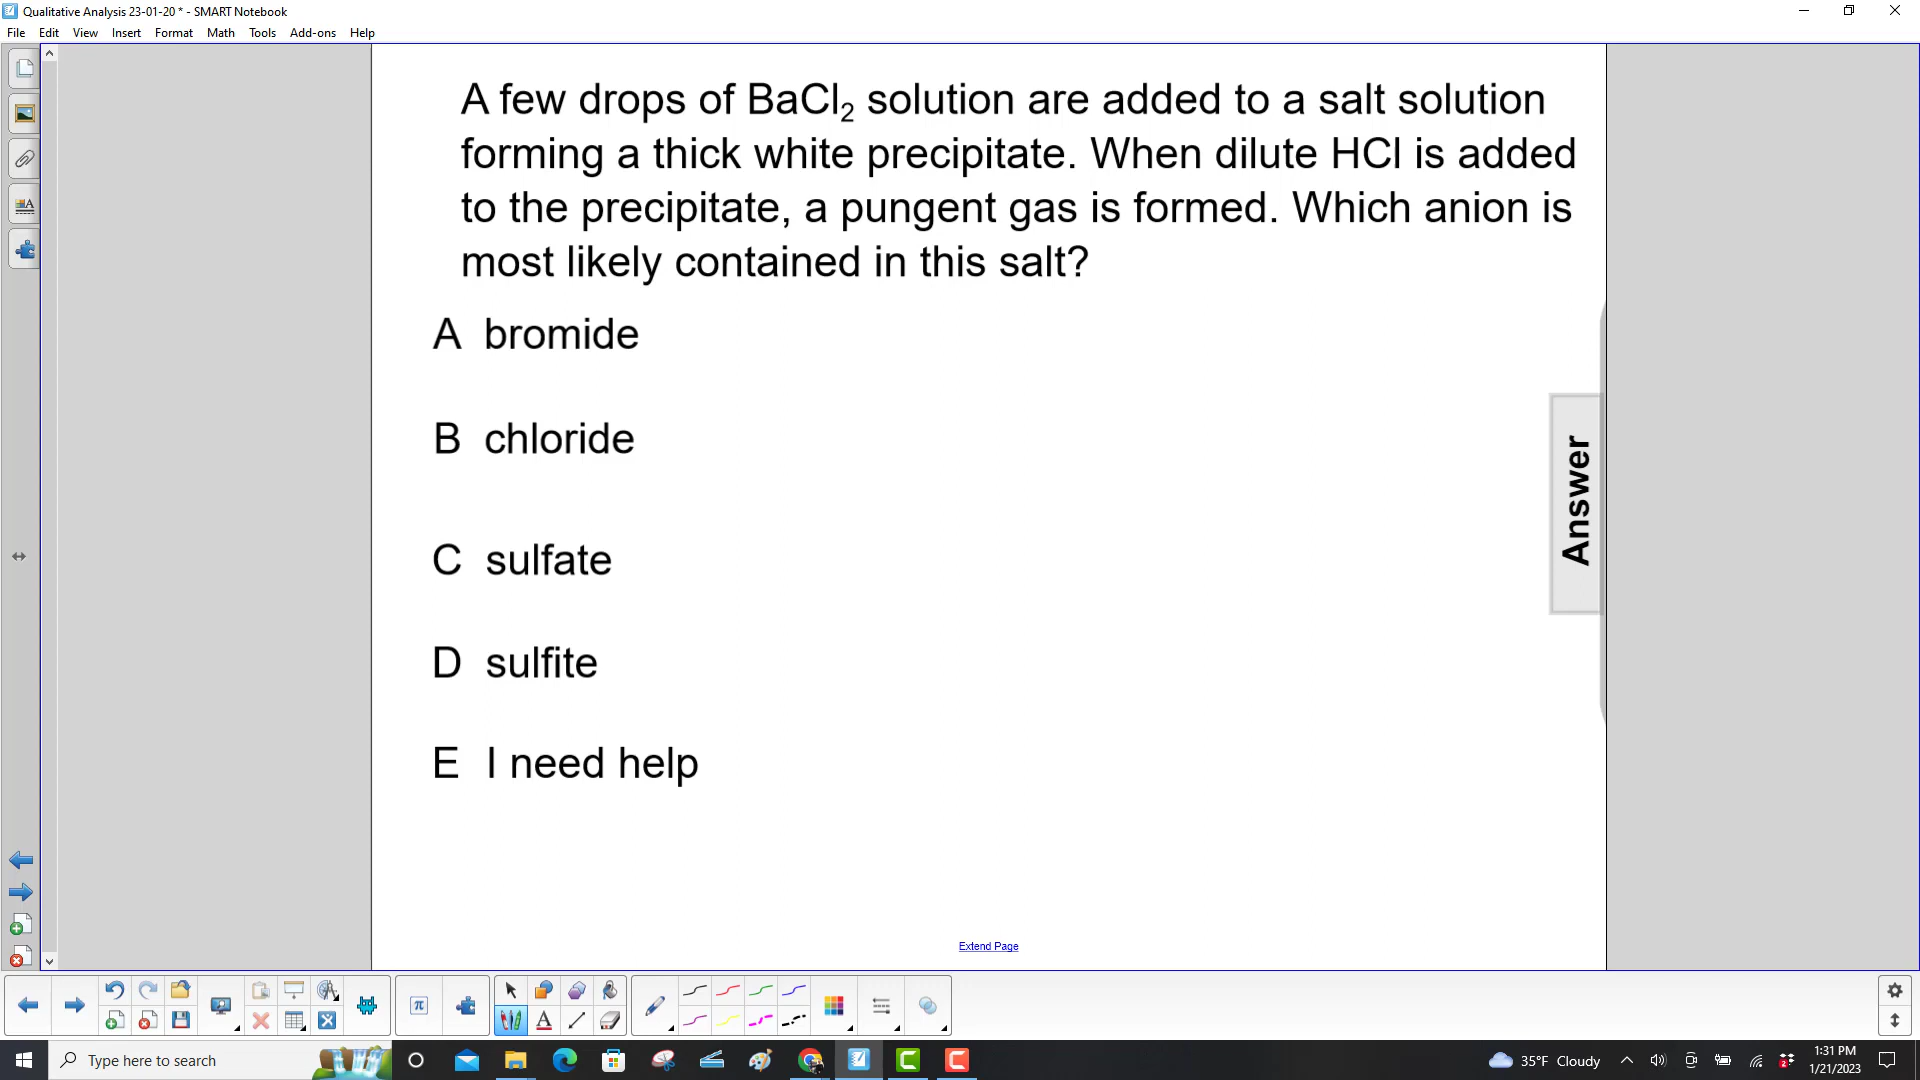 Qualitative Analysis 23-01-20 * - SMART Notebook
File Edit View Insert Format Math Tools Add-ons Help
A few drops of BaCl₂ solution are added to a salt solution
forming a thick white precipitate. When dilute HCl is added
to the precipitate, a pungent gas is formed. Which anion is
most likely contained in this salt?
A bromide
B chloride
C sulfate
D sulfite
E I need help
Answer
Extend Page
Type here to search
35°F Cloudy
1:31 PM
1/21/2023